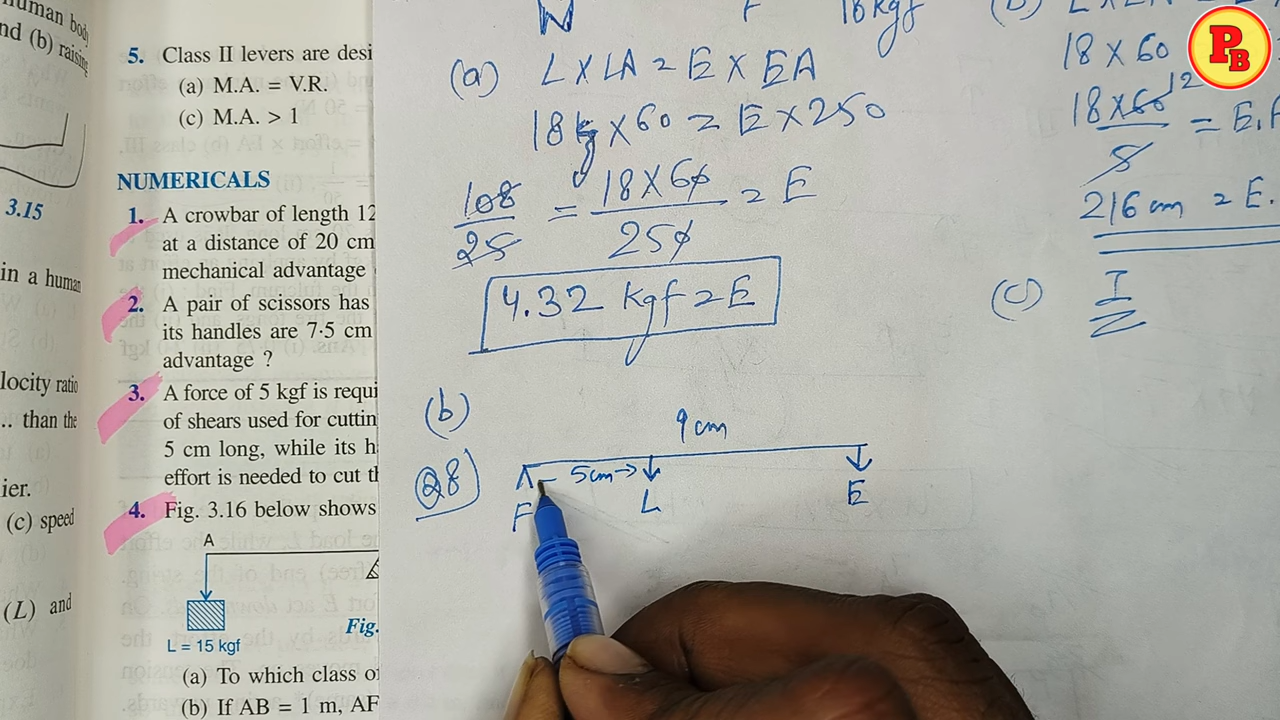 human body
nd (b) raising
3.15
in a human
locity ratio
.. than the
ier.
(c) speed
(L) and
5. Class II levers are desi
(a) M.A. = V.R.
(c) M.A. > 1
NUMERICALS
1. A crowbar of length 12
at a distance of 20 cm
mechanical advantage
2. A pair of scissors has
its handles are 7·5 cm
advantage ?
3. A force of 5 kgf is requi
of shears used for cuttin
5 cm long, while its h
effort is needed to cut t
4. Fig. 3.16 below shows
A
L = 15 kgf
Fig.
(a) To which class of
(b) If AB = 1 m, AF
18 kgf
(a) L X LA = E X EA
18 kg X 60 = E X 250
108/25 = 18 X 60/250 = E
4.32 kgf = E
(b)
Q8
9 cm
5cm
F L E
18 X 60
18 X 60 12 / 5 = E.
216 cm = E.
(c) I
PB